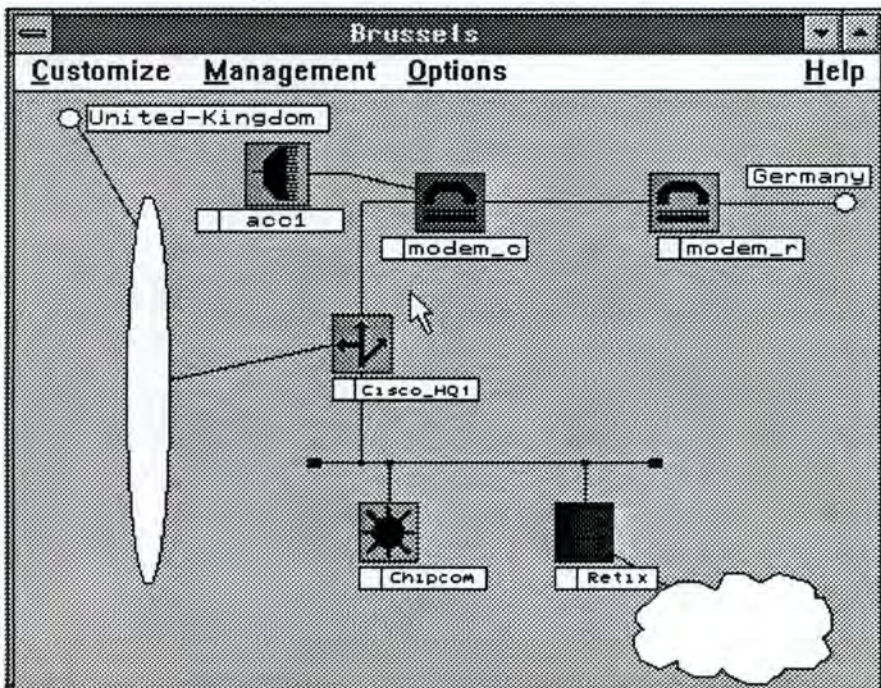 Brussels
Customize Management Options Help
United-Kingdom
Germany
acc1
modem_c
modem_r
Cisco_HQ1
Chipcom
Retix